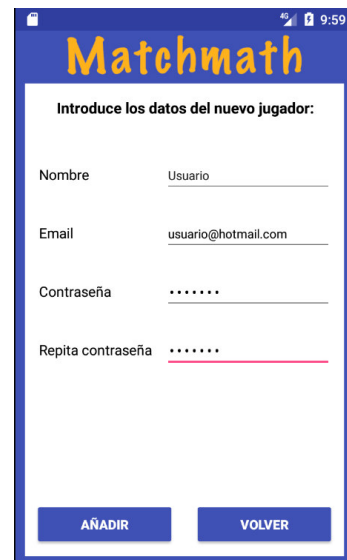 4G 9:59
Matchmath
Introduce los datos del nuevo jugador:
Nombre Usuario
Email usuario@hotmail.com
Contraseña •••••••
Repita contraseña •••••••
AÑADIR VOLVER